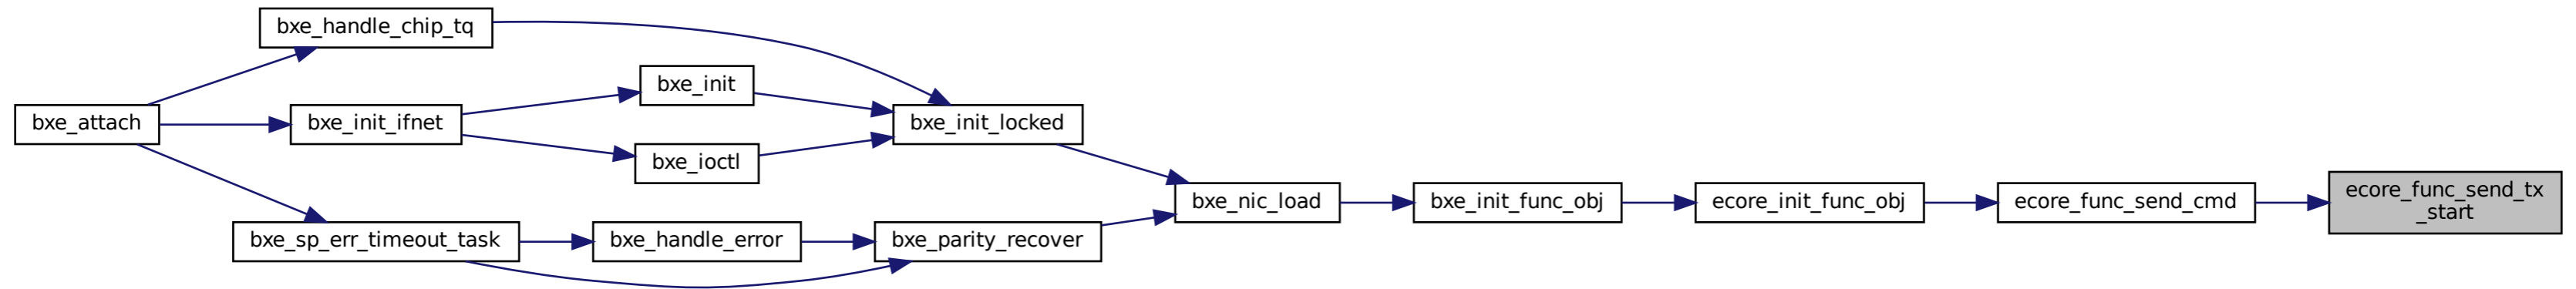 bxe_handle_chip_tq
bxe_init
bxe_attach
bxe_init_ifnet
bxe_init_locked
bxe_ioctl
bxe_nic_load
bxe_init_func_obj
ecore_init_func_obj
ecore_func_send_cmd
ecore_func_send_tx
_start
bxe_sp_err_timeout_task
bxe_handle_error
bxe_parity_recover